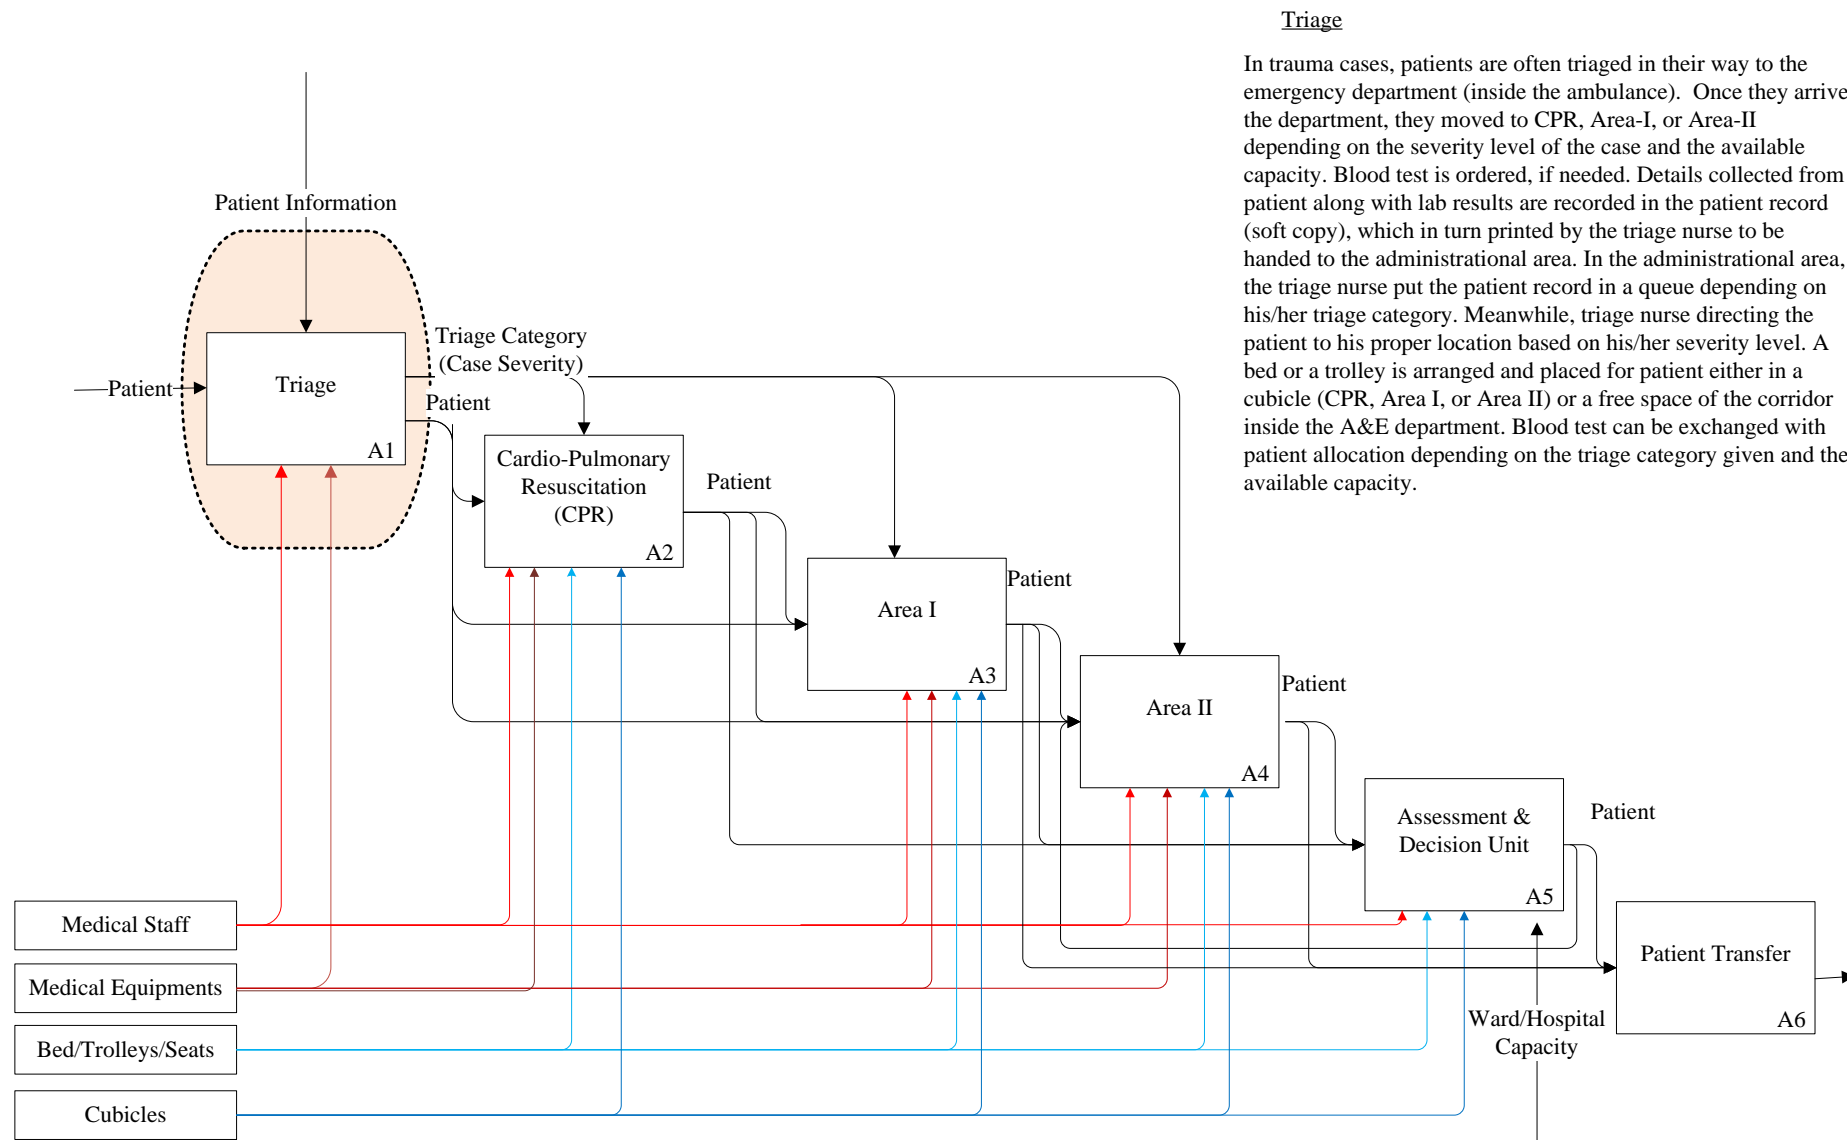 Triage
In trauma cases, patients are often triaged in their way to the
emergency department (inside the ambulance).  Once they arrive
the department, they moved to CPR, Area-I, or Area-II
depending on the severity level of the case and the available
capacity. Blood test is ordered, if needed. Details collected from
patient along with lab results are recorded in the patient record
(soft copy), which in turn printed by the triage nurse to be
handed to the administrational area. In the administrational area,
the triage nurse put the patient record in a queue depending on
his/her triage category. Meanwhile, triage nurse directing the
patient to his proper location based on his/her severity level. A
bed or a trolley is arranged and placed for patient either in a
cubicle (CPR, Area I, or Area II) or a free space of the corridor
inside the A&E department. Blood test can be exchanged with
patient allocation depending on the triage category given and the
available capacity.
Patient Information
Patient
Triage
A1
Triage Category
(Case Severity)
Patient
Cardio-Pulmonary
Resuscitation
(CPR)
A2
Patient
Area I
A3
Patient
Area II
A4
Patient
Assessment &
Decision Unit
A5
Patient
Patient Transfer
A6
Ward/Hospital
Capacity
Medical Staff
Medical Equipments
Bed/Trolleys/Seats
Cubicles